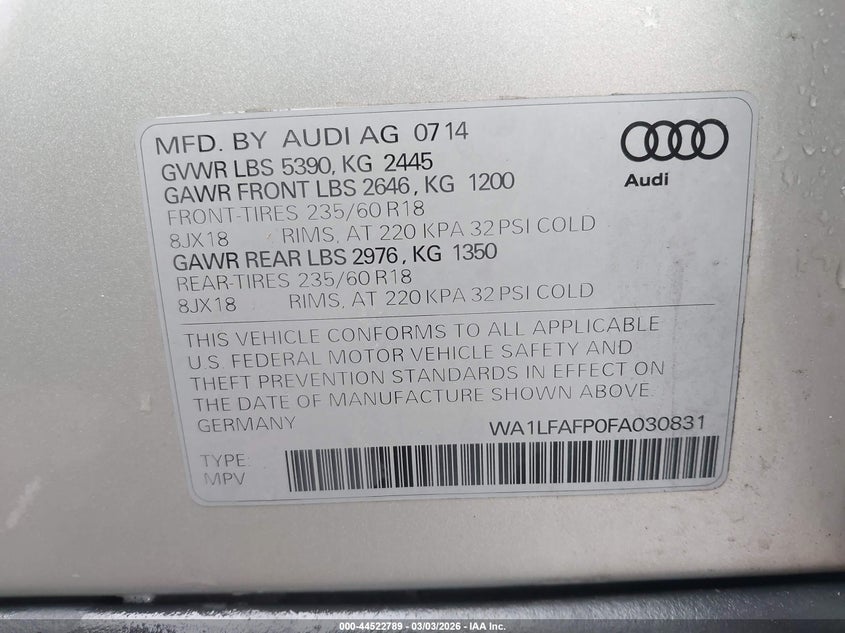 MFD. BY AUDI AG 07 14
GVWR LBS 5390, KG 2445
GAWR FRONT LBS 2646, KG 1200
FRONT-TIRES 235/60 R18
8JX18 RIMS, AT 220 KPA 32 PSI COLD
GAWR REAR LBS 2976, KG 1350
REAR-TIRES 235/60 R18
8JX18 RIMS, AT 220 KPA 32 PSI COLD
Audi
THIS VEHICLE CONFORMS TO ALL APPLICABLE
U.S. FEDERAL MOTOR VEHICLE SAFETY AND
THEFT PREVENTION STANDARDS IN EFFECT ON
THE DATE OF MANUFACTURE SHOWN ABOVE.
GERMANY WA1LFAFP0FA030831
TYPE:
MPV
000-44522789 - 03/03/2026 - IAA Inc.